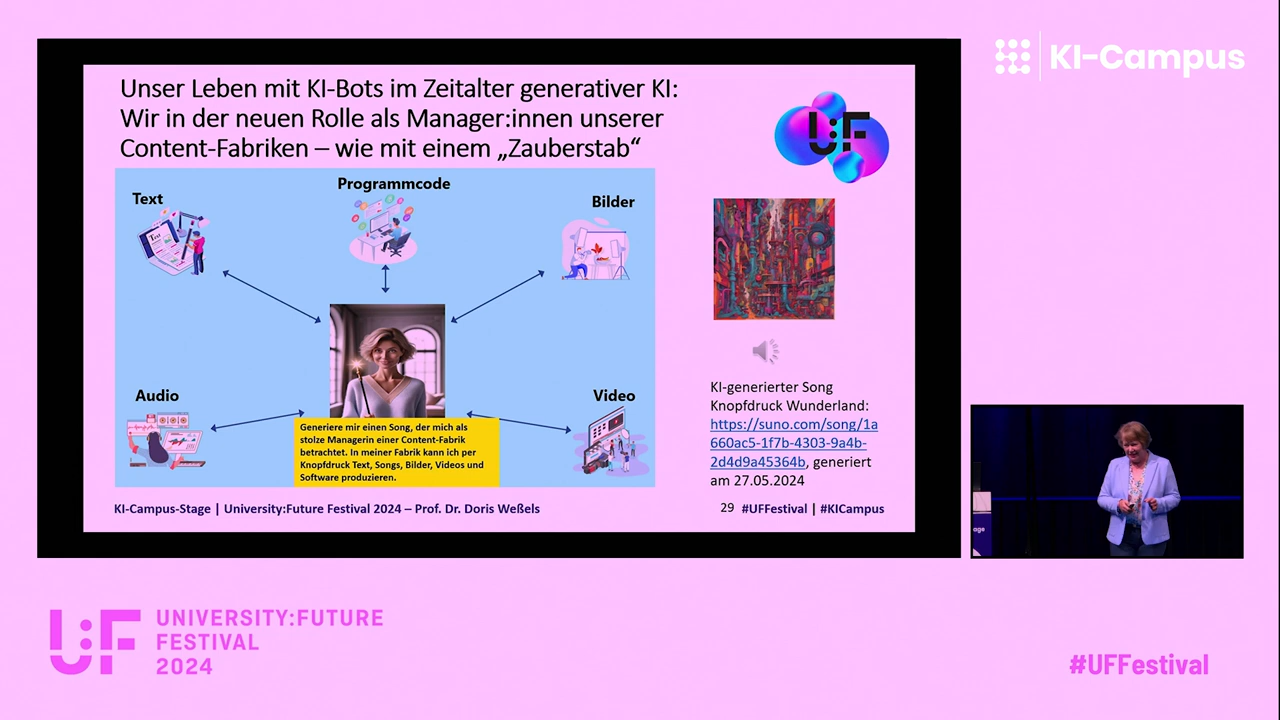 KI-Campus
Unser Leben mit KI-Bots im Zeitalter generativer KI:
Wir in der neuen Rolle als Manager:innen unserer
Content-Fabriken – wie mit einem „Zauberstab“
U:F
Text
Programmcode
Bilder
Audio
Video
Generiere mir einen Song, der mich als
stolze Managerin einer Content-Fabrik
betrachtet. In meiner Fabrik kann ich per
Knopfdruck Text, Songs, Bilder, Videos und
Software produzieren.
KI-generierter Song
Knopfdruck Wunderland:
https://suno.com/song/1a
660ac5-1f7b-4303-9a4b-
2d4d9a45364b, generiert
am 27.05.2024
KI-Campus-Stage | University:Future Festival 2024 – Prof. Dr. Doris Weßels
29 #UFFestival | #KICampus
U:F
UNIVERSITY:FUTURE
FESTIVAL
2024
#UFFestival